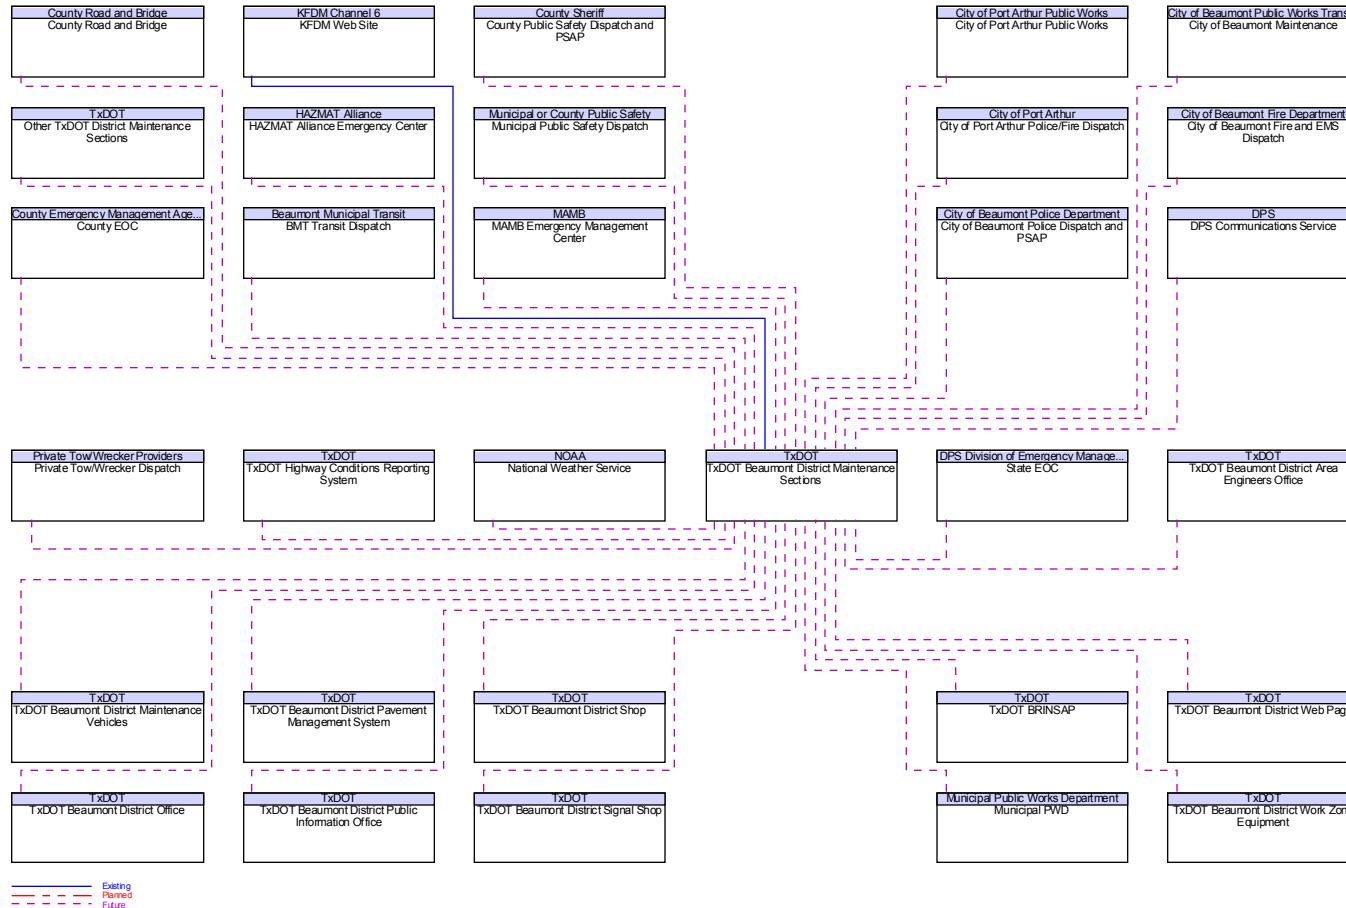 County Road and Bridge
County Road and Bridge
KFDM Channel 6
KFDM Web Site
County Sheriff
County Public Safety Dispatch and
PSAP
City of Port Arthur Public Works
City of Port Arthur Public Works
City of Beaumont Public Works Trans
City of Beaumont Maintenance
TxDOT
Other TxDOT District Maintenance
Sections
HAZMAT Alliance
HAZMAT Alliance Emergency Center
Municipal or County Public Safety
Municipal Public Safety Dispatch
City of Port Arthur
City of Port Arthur Police/Fire Dispatch
City of Beaumont Fire Department
City of Beaumont Fire and EMS
Dispatch
County Emergency Management Age...
County EOC
Beaumont Municipal Transit
BMT Transit Dispatch
MAMB
MAMB Emergency Management
Center
City of Beaumont Police Department
City of Beaumont Police Dispatch and
PSAP
DPS
DPS Communications Service
Private Tow/Wrecker Providers
Private Tow/Wrecker Dispatch
TxDOT
TxDOT Highway Conditions Reporting
System
NOAA
National Weather Service
TxDOT
TxDOT Beaumont District Maintenance
Sections
DPS Division of Emergency Manage...
State EOC
TxDOT
TxDOT Beaumont District Area
Engineers Office
TxDOT
TxDOT Beaumont District Maintenance
Vehicles
TxDOT
TxDOT Beaumont District Pavement
Management System
TxDOT
TxDOT Beaumont District Shop
TxDOT
TxDOT BRINSAP
TxDOT
TxDOT Beaumont District Web Pag
TxDOT
TxDOT Beaumont District Office
TxDOT
TxDOT Beaumont District Public
Information Office
TxDOT
TxDOT Beaumont District Signal Shop
Municipal Public Works Department
Municipal PWD
TxDOT
TxDOT Beaumont District Work Zon
Equipment
Existing
Planned
Future